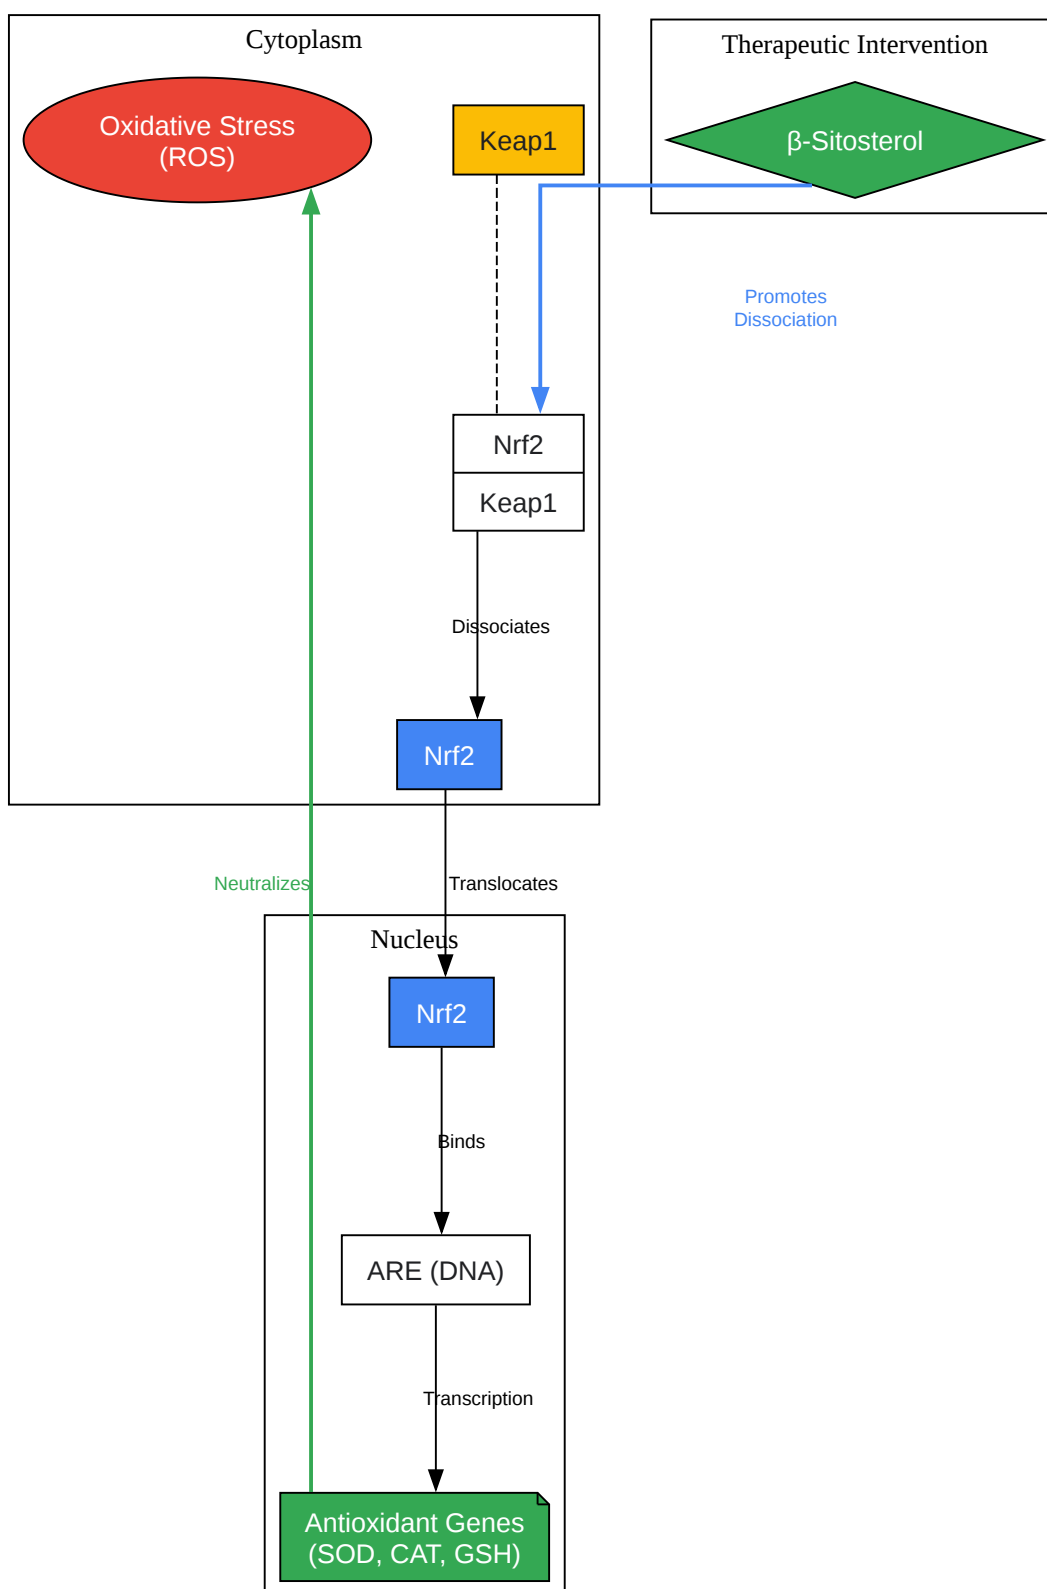 Cytoplasm
Therapeutic Intervention
Oxidative Stress
(ROS)
Keap1
β-Sitosterol
Promotes
Dissociation
Nrf2
Keap1
Dissociates
Nrf2
Neutralizes
Translocates
Nucleus
Nrf2
Binds
ARE (DNA)
Transcription
Antioxidant Genes
(SOD, CAT, GSH)